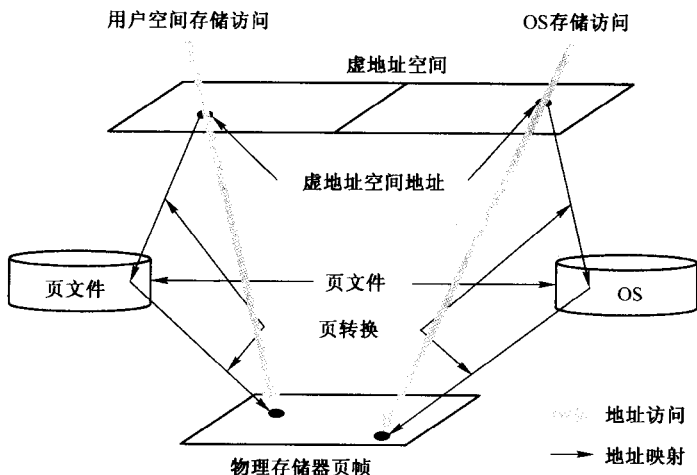 用户空间存储访问
OS存储访问
虚地址空间
虚地址空间地址
页文件
页文件
OS
页转换
物理存储器页帧
地址访问
地址映射